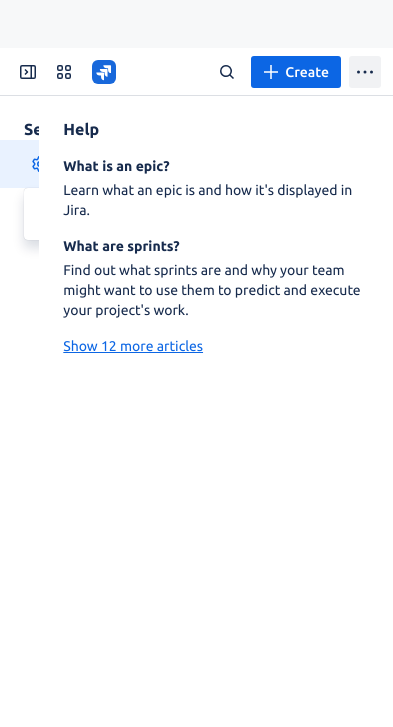 Create
Help
What is an epic?
Learn what an epic is and how it's displayed in
Jira.
What are sprints?
Find out what sprints are and why your team
might want to use them to predict and execute
your project's work.
Show 12 more articles